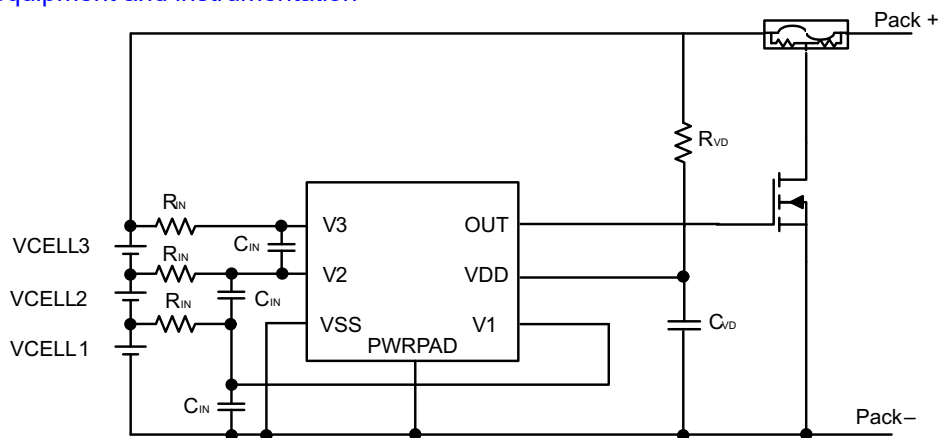 equipment and instrumentation
Pack +
RVD
RIN
V3
OUT
VCELL3
CIN
RIN
V2
VDD
VCELL2
CIN
RIN
VSS
V1
CVD
VCELL1
PWRPAD
CIN
Pack–